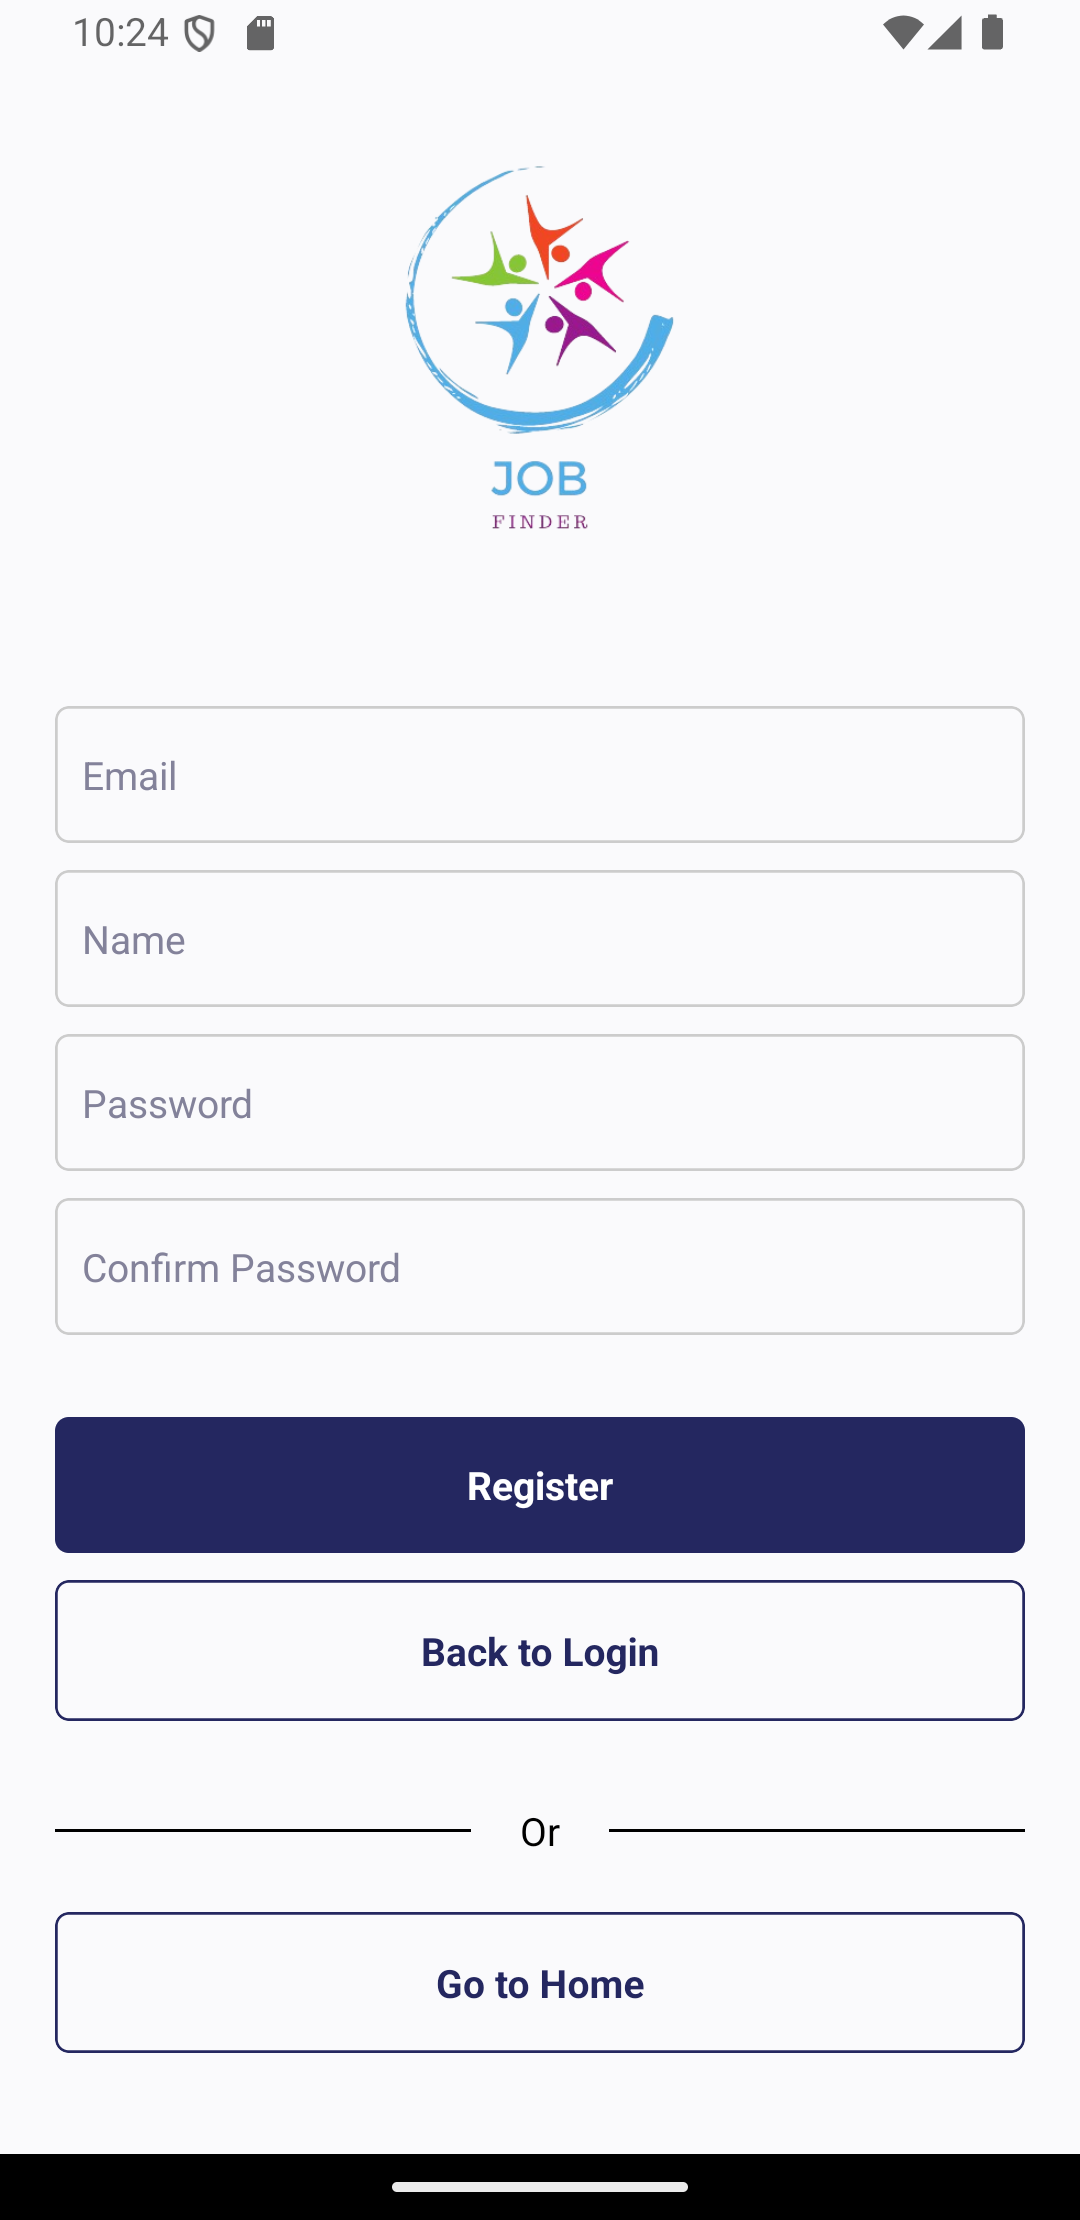 10:24
JOB
FINDER
Email
Name
Password
Confirm Password
Register
Back to Login
Or
Go to Home